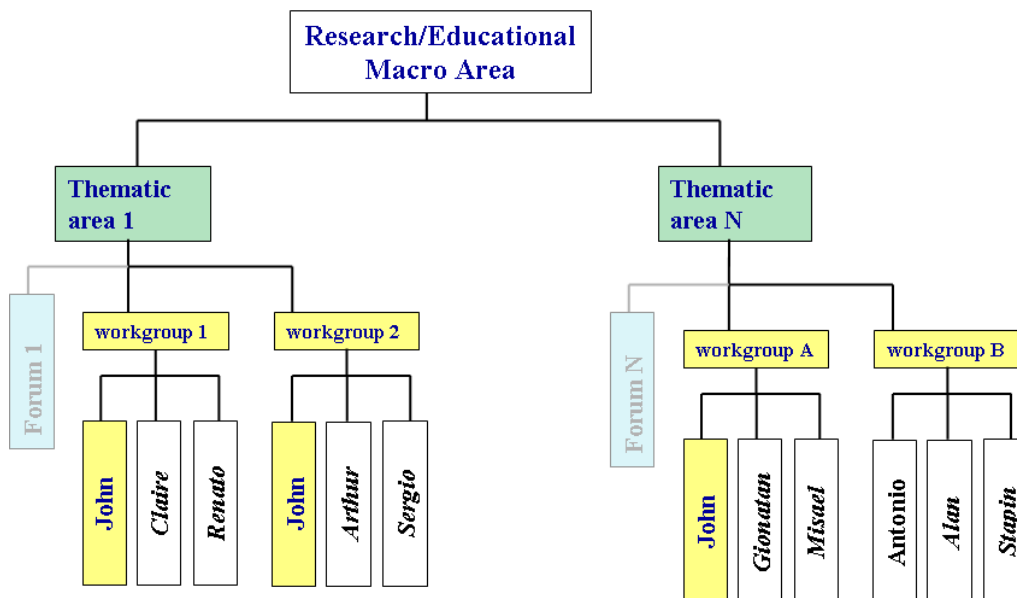 Research/Educational
Macro Area
Thematic
area 1
Thematic
area N
Forum 1
workgroup 1
workgroup 2
John
Claire
Renato
John
Arthur
Sergio
Forum N
workgroup A
workgroup B
John
Gionatan
Misael
Antonio
Alan
Stapin